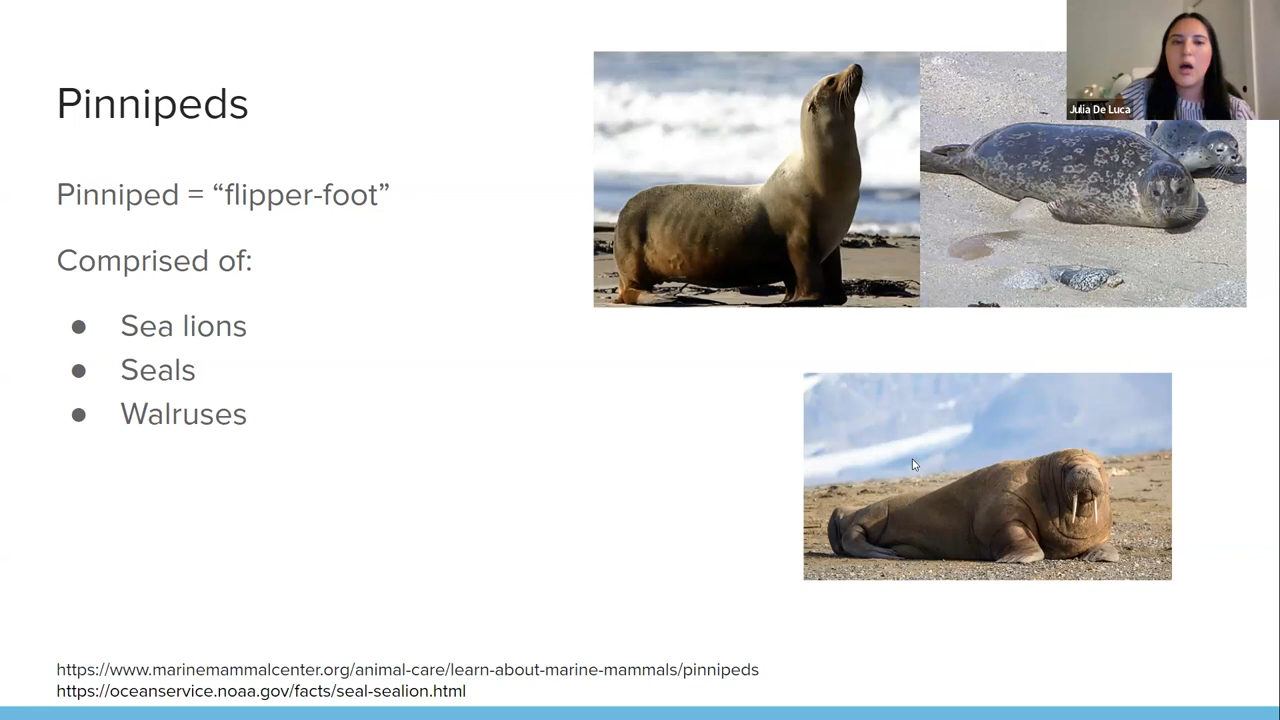 Pinnipeds
Pinniped = “flipper-foot”
Comprised of:
● Sea lions
● Seals
● Walruses
Julia De Luca
https://www.marinemammalcenter.org/animal-care/learn-about-marine-mammals/pinnipeds
https://oceanservice.noaa.gov/facts/seal-sealion.html